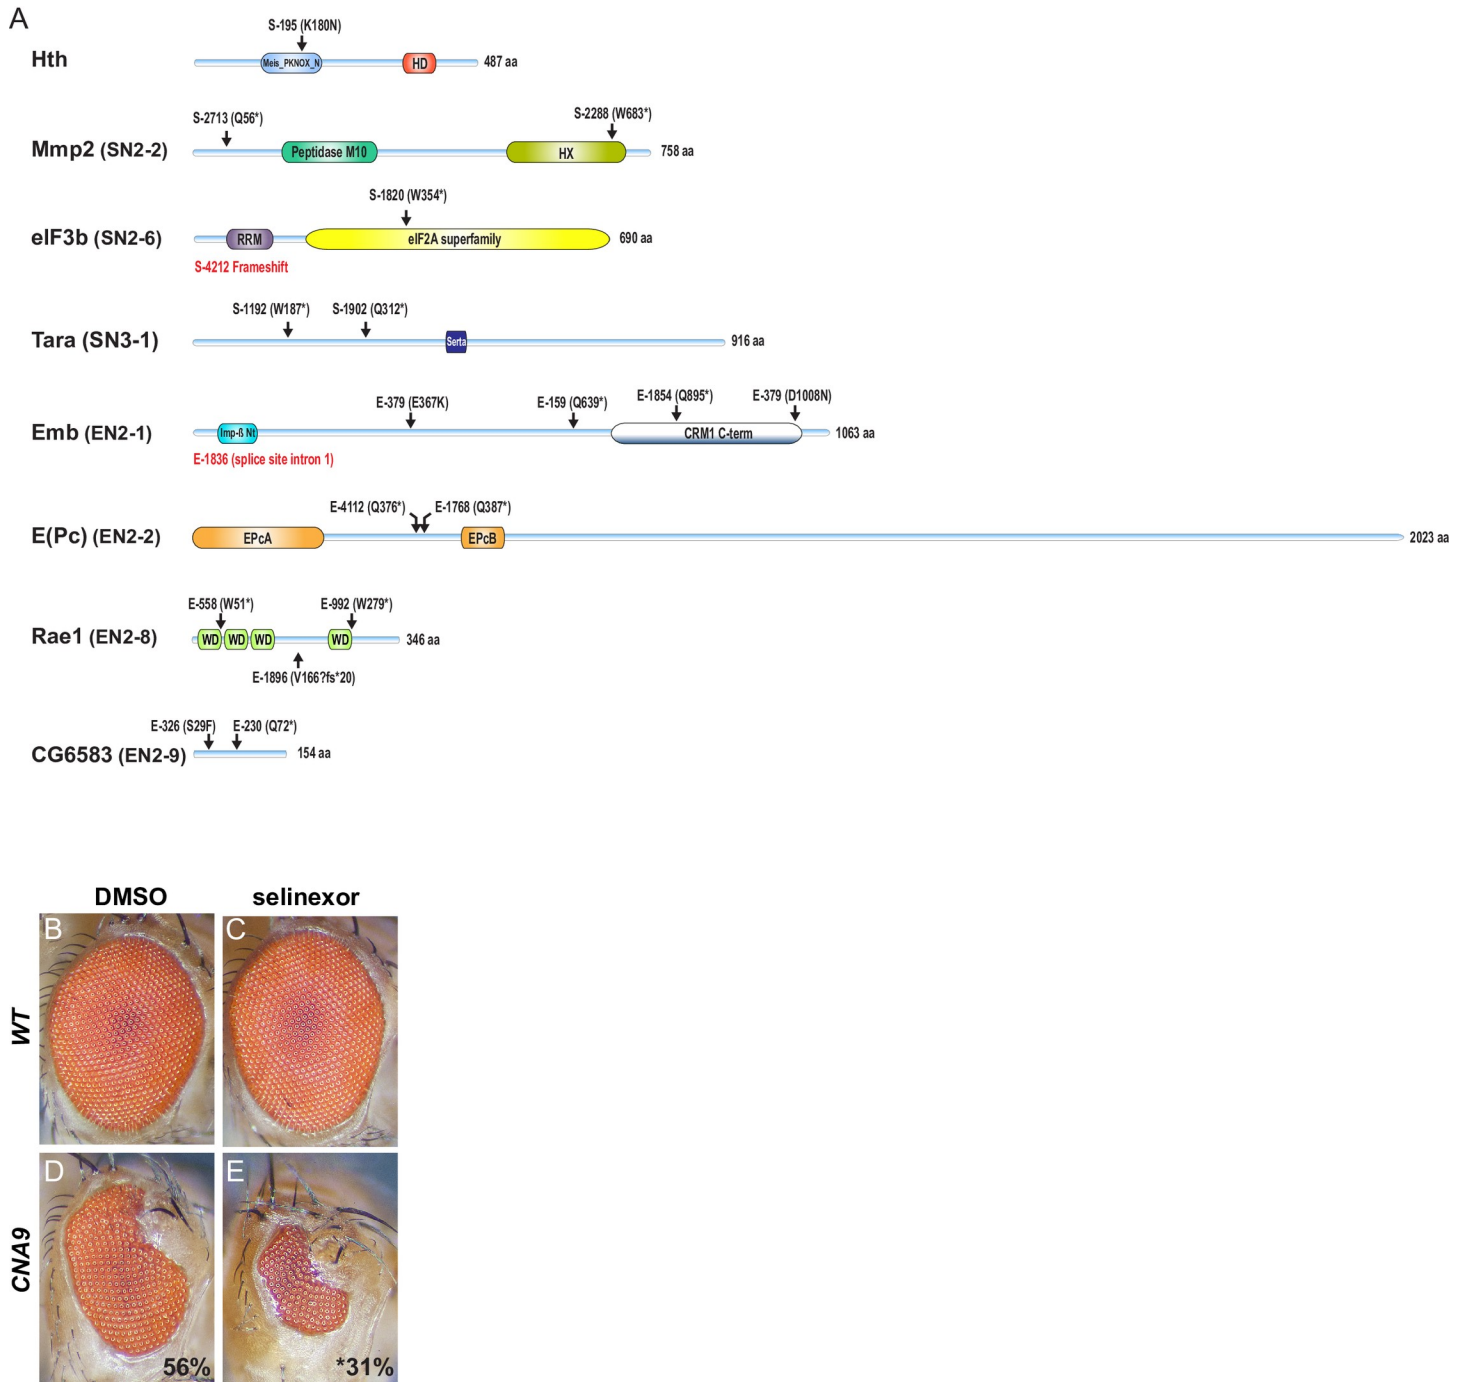 A
S-195 (K180N)
Hth
Meis_PKNOX_N
HD
487 aa
S-2713 (Q56*)
S-2288 (W683*)
Mmp2 (SN2-2)
Peptidase M10
HX
758 aa
S-1820 (W354*)
eIF3b (SN2-6)
RRM
eIF2A superfamily
690 aa
S-4212 Frameshift
S-1192 (W187*)
S-1902 (Q312*)
Tara (SN3-1)
Serta
916 aa
E-379 (E367K)
E-159 (Q639*)
E-1854 (Q895*)
E-379 (D1008N)
Emb (EN2-1)
Imp-ß Nt
CRM1 C-term
1063 aa
E-1836 (splice site intron 1)
E-4112 (Q376*)
E-1768 (Q387*)
E(Pc) (EN2-2)
EPcA
EPcB
2023 aa
E-558 (W51*)
E-992 (W279*)
Rae1 (EN2-8)
WD
WD
WD
WD
346 aa
E-1896 (V166?fs*20)
E-326 (S29F)
E-230 (Q72*)
CG6583 (EN2-9)
154 aa
DMSO
selinexor
B
C
WT
D
E
CNA9
56%
*31%